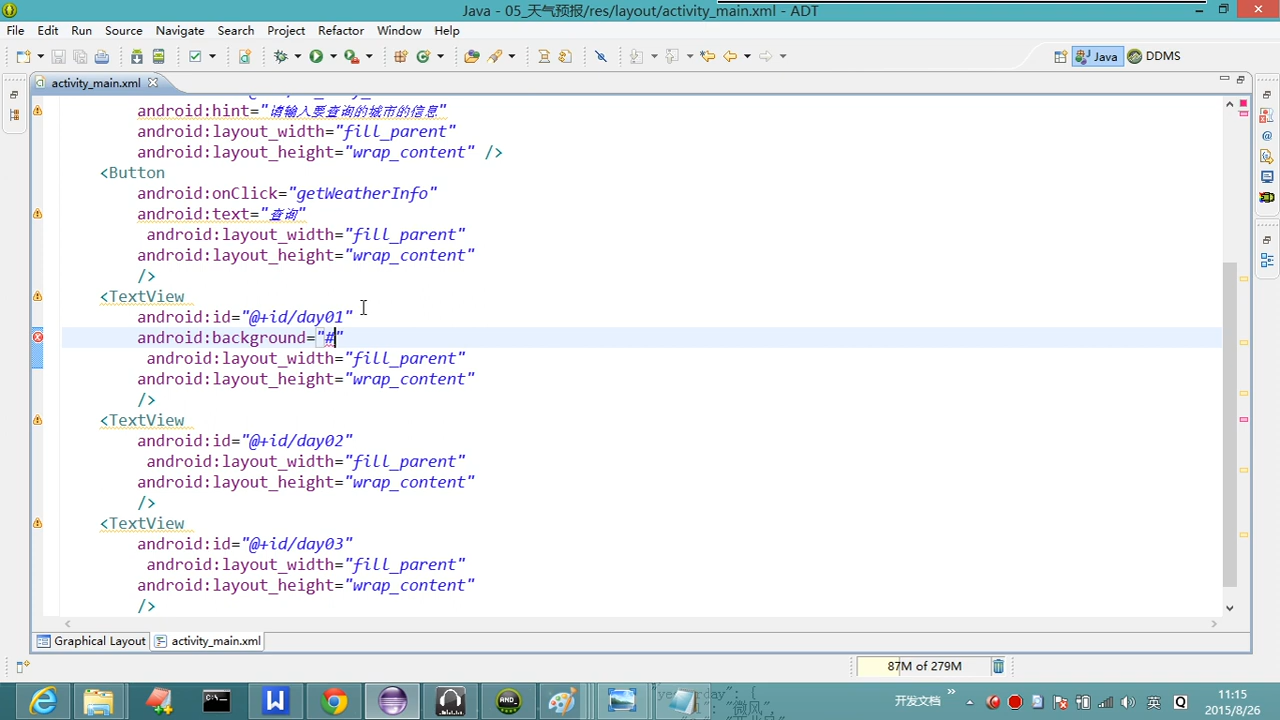 Java - 05_天气预报/res/layout/activity_main.xml - ADT
File Edit Run Source Navigate Search Project Refactor Window Help
Java DDMS
activity_main.xml
android:hint="请输入要查询的城市的信息"
android:layout_width="fill_parent"
android:layout_height="wrap_content" />
<Button
android:onClick="getWeatherInfo"
android:text="查询"
android:layout_width="fill_parent"
android:layout_height="wrap_content"
/>
<TextView
android:id="@+id/day01"
android:background="#"
android:layout_width="fill_parent"
android:layout_height="wrap_content"
/>
<TextView
android:id="@+id/day02"
android:layout_width="fill_parent"
android:layout_height="wrap_content"
/>
<TextView
android:id="@+id/day03"
android:layout_width="fill_parent"
android:layout_height="wrap_content"
/>
Graphical Layout activity_main.xml
87M of 279M
开发文档 » 英 11:15
2015/8/26